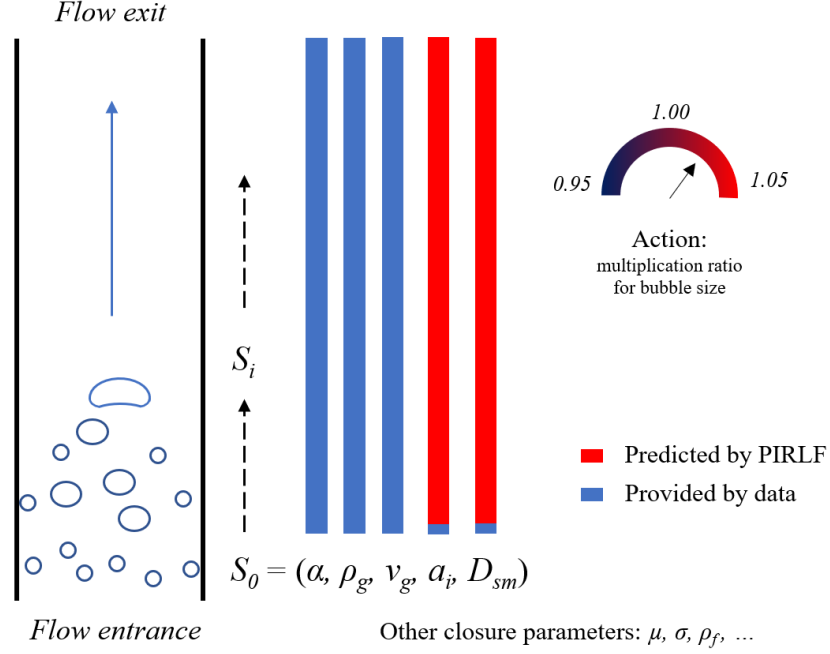 Flow exit
1.00
0.95
1.05
Action:
multiplication ratio
for bubble size
S_i
Predicted by PIRLF
Provided by data
S_0 = (α, ρ_g, v_g, a_i, D_sm)
Flow entrance
Other closure parameters: μ, σ, ρ_f, ...